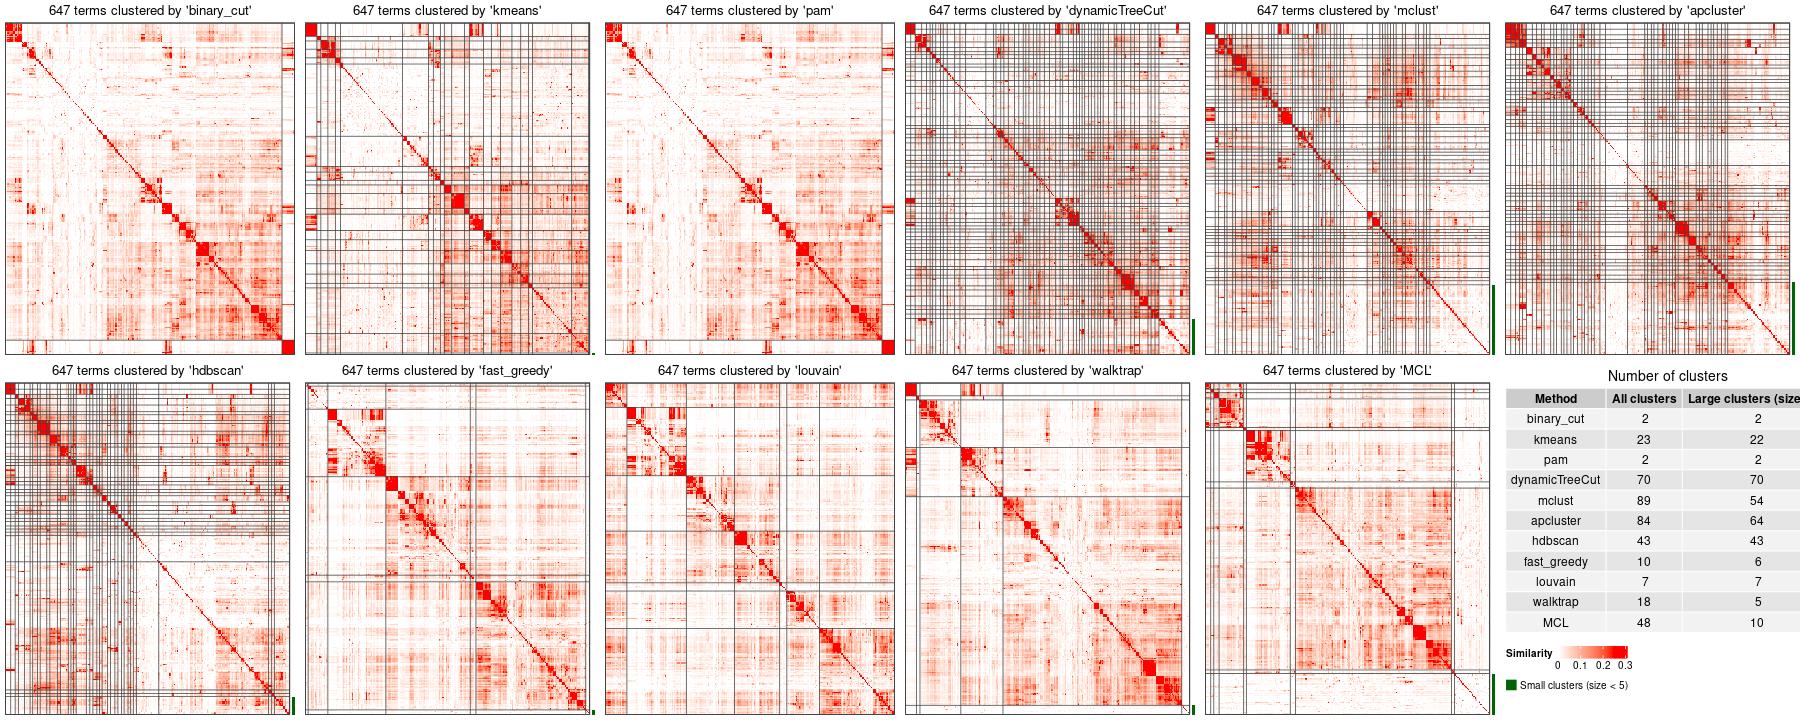 647 terms clustered by 'binary_cut'
647 terms clustered by 'kmeans'
647 terms clustered by 'pam'
647 terms clustered by 'dynamicTreeCut'
647 terms clustered by 'mclust'
647 terms clustered by 'apcluster'
647 terms clustered by 'hdbscan'
647 terms clustered by 'fast_greedy'
647 terms clustered by 'louvain'
647 terms clustered by 'walktrap'
647 terms clustered by 'MCL'
Number of clusters
Method All clusters Large clusters (size
binary_cut 2 2
kmeans 23 22
pam 2 2
dynamicTreeCut 70 70
mclust 89 54
apcluster 84 64
hdbscan 43 43
fast_greedy 10 6
louvain 7 7
walktrap 18 5
MCL 48 10
Similarity
0 0.1 0.2 0.3
Small clusters (size < 5)